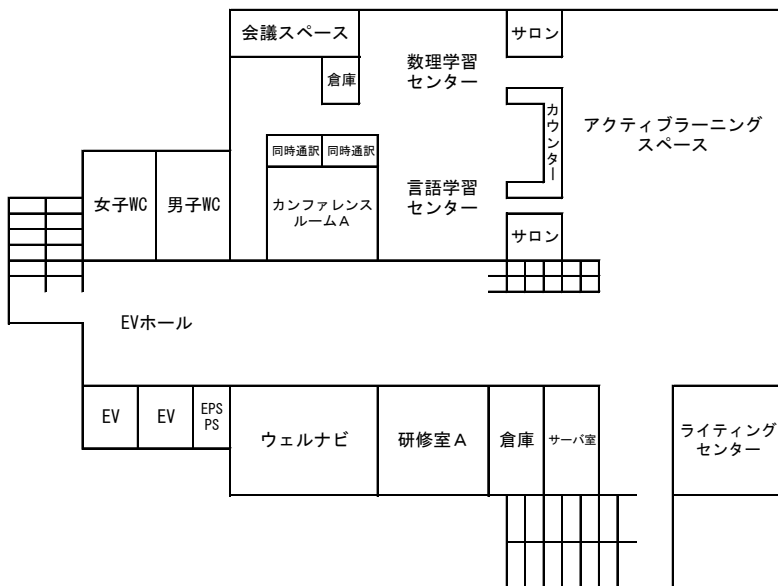 会議スペース
サロン
数理学習
センター
倉庫
カウンター
アクティブラーニング
スペース
同時通訳
同時通訳
女子WC
男子WC
カンファレンス
ルームA
言語学習
センター
サロン
EVホール
EV
EV
EPS
PS
ウェルナビ
研修室A
倉庫
サーバ室
ライティング
センター